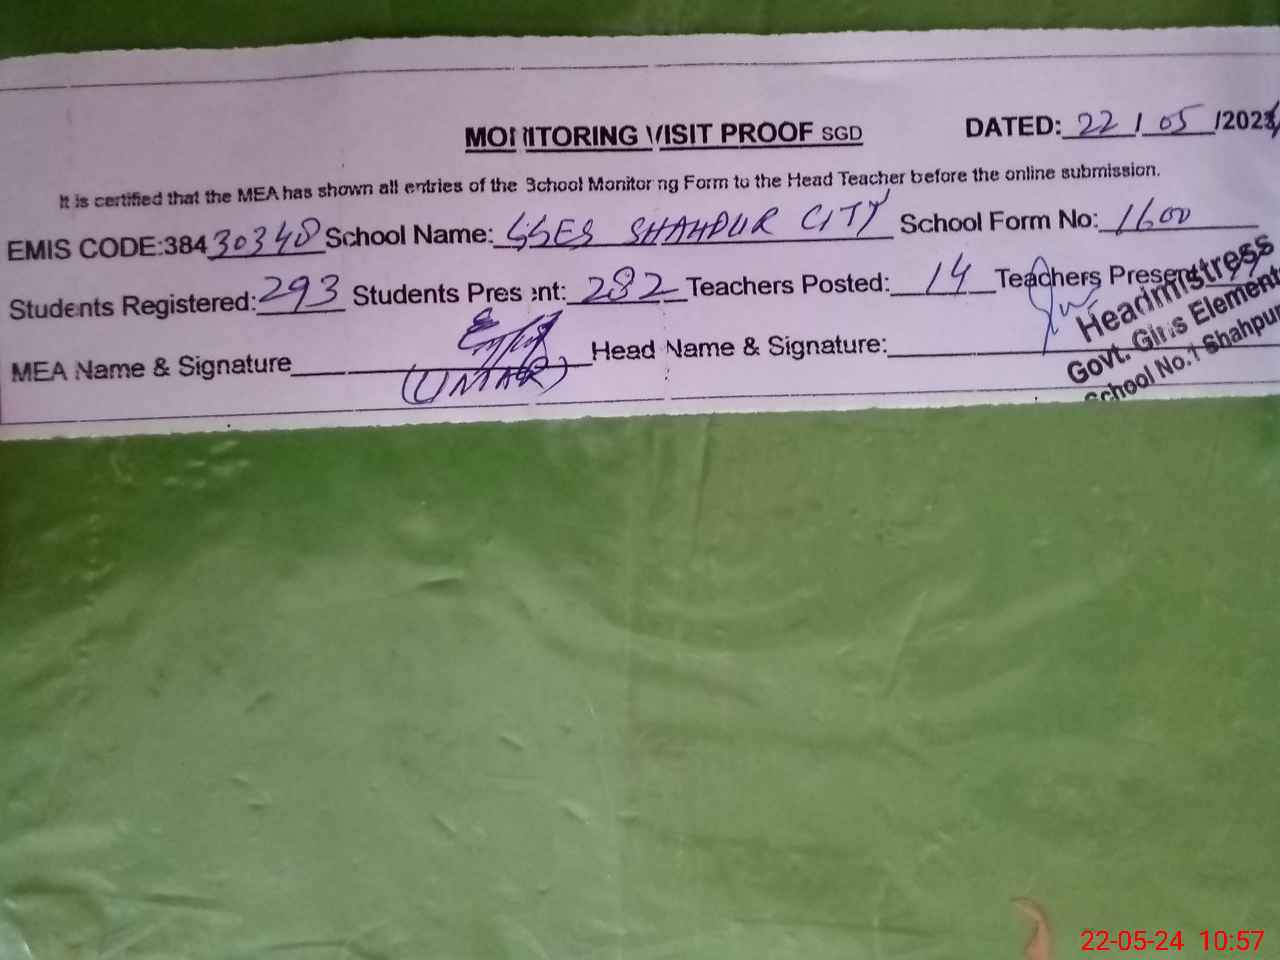 MONITORING VISIT PROOF SGD DATED: 22/05/2024
It is certified that the MEA has shown all entries of the School Monitoring Form to the Head Teacher before the online submission.
EMIS CODE:38430348 School Name: GGES SHAHPUR CITY School Form No: 1600
Students Registered: 293 Students Present: 282 Teachers Posted: 14 Teachers Present:
MEA Name & Signature (UMAR) Head Name & Signature:
Headmistress
Govt. Girls Element
School No.1 Shahpur
22-05-24 10:57